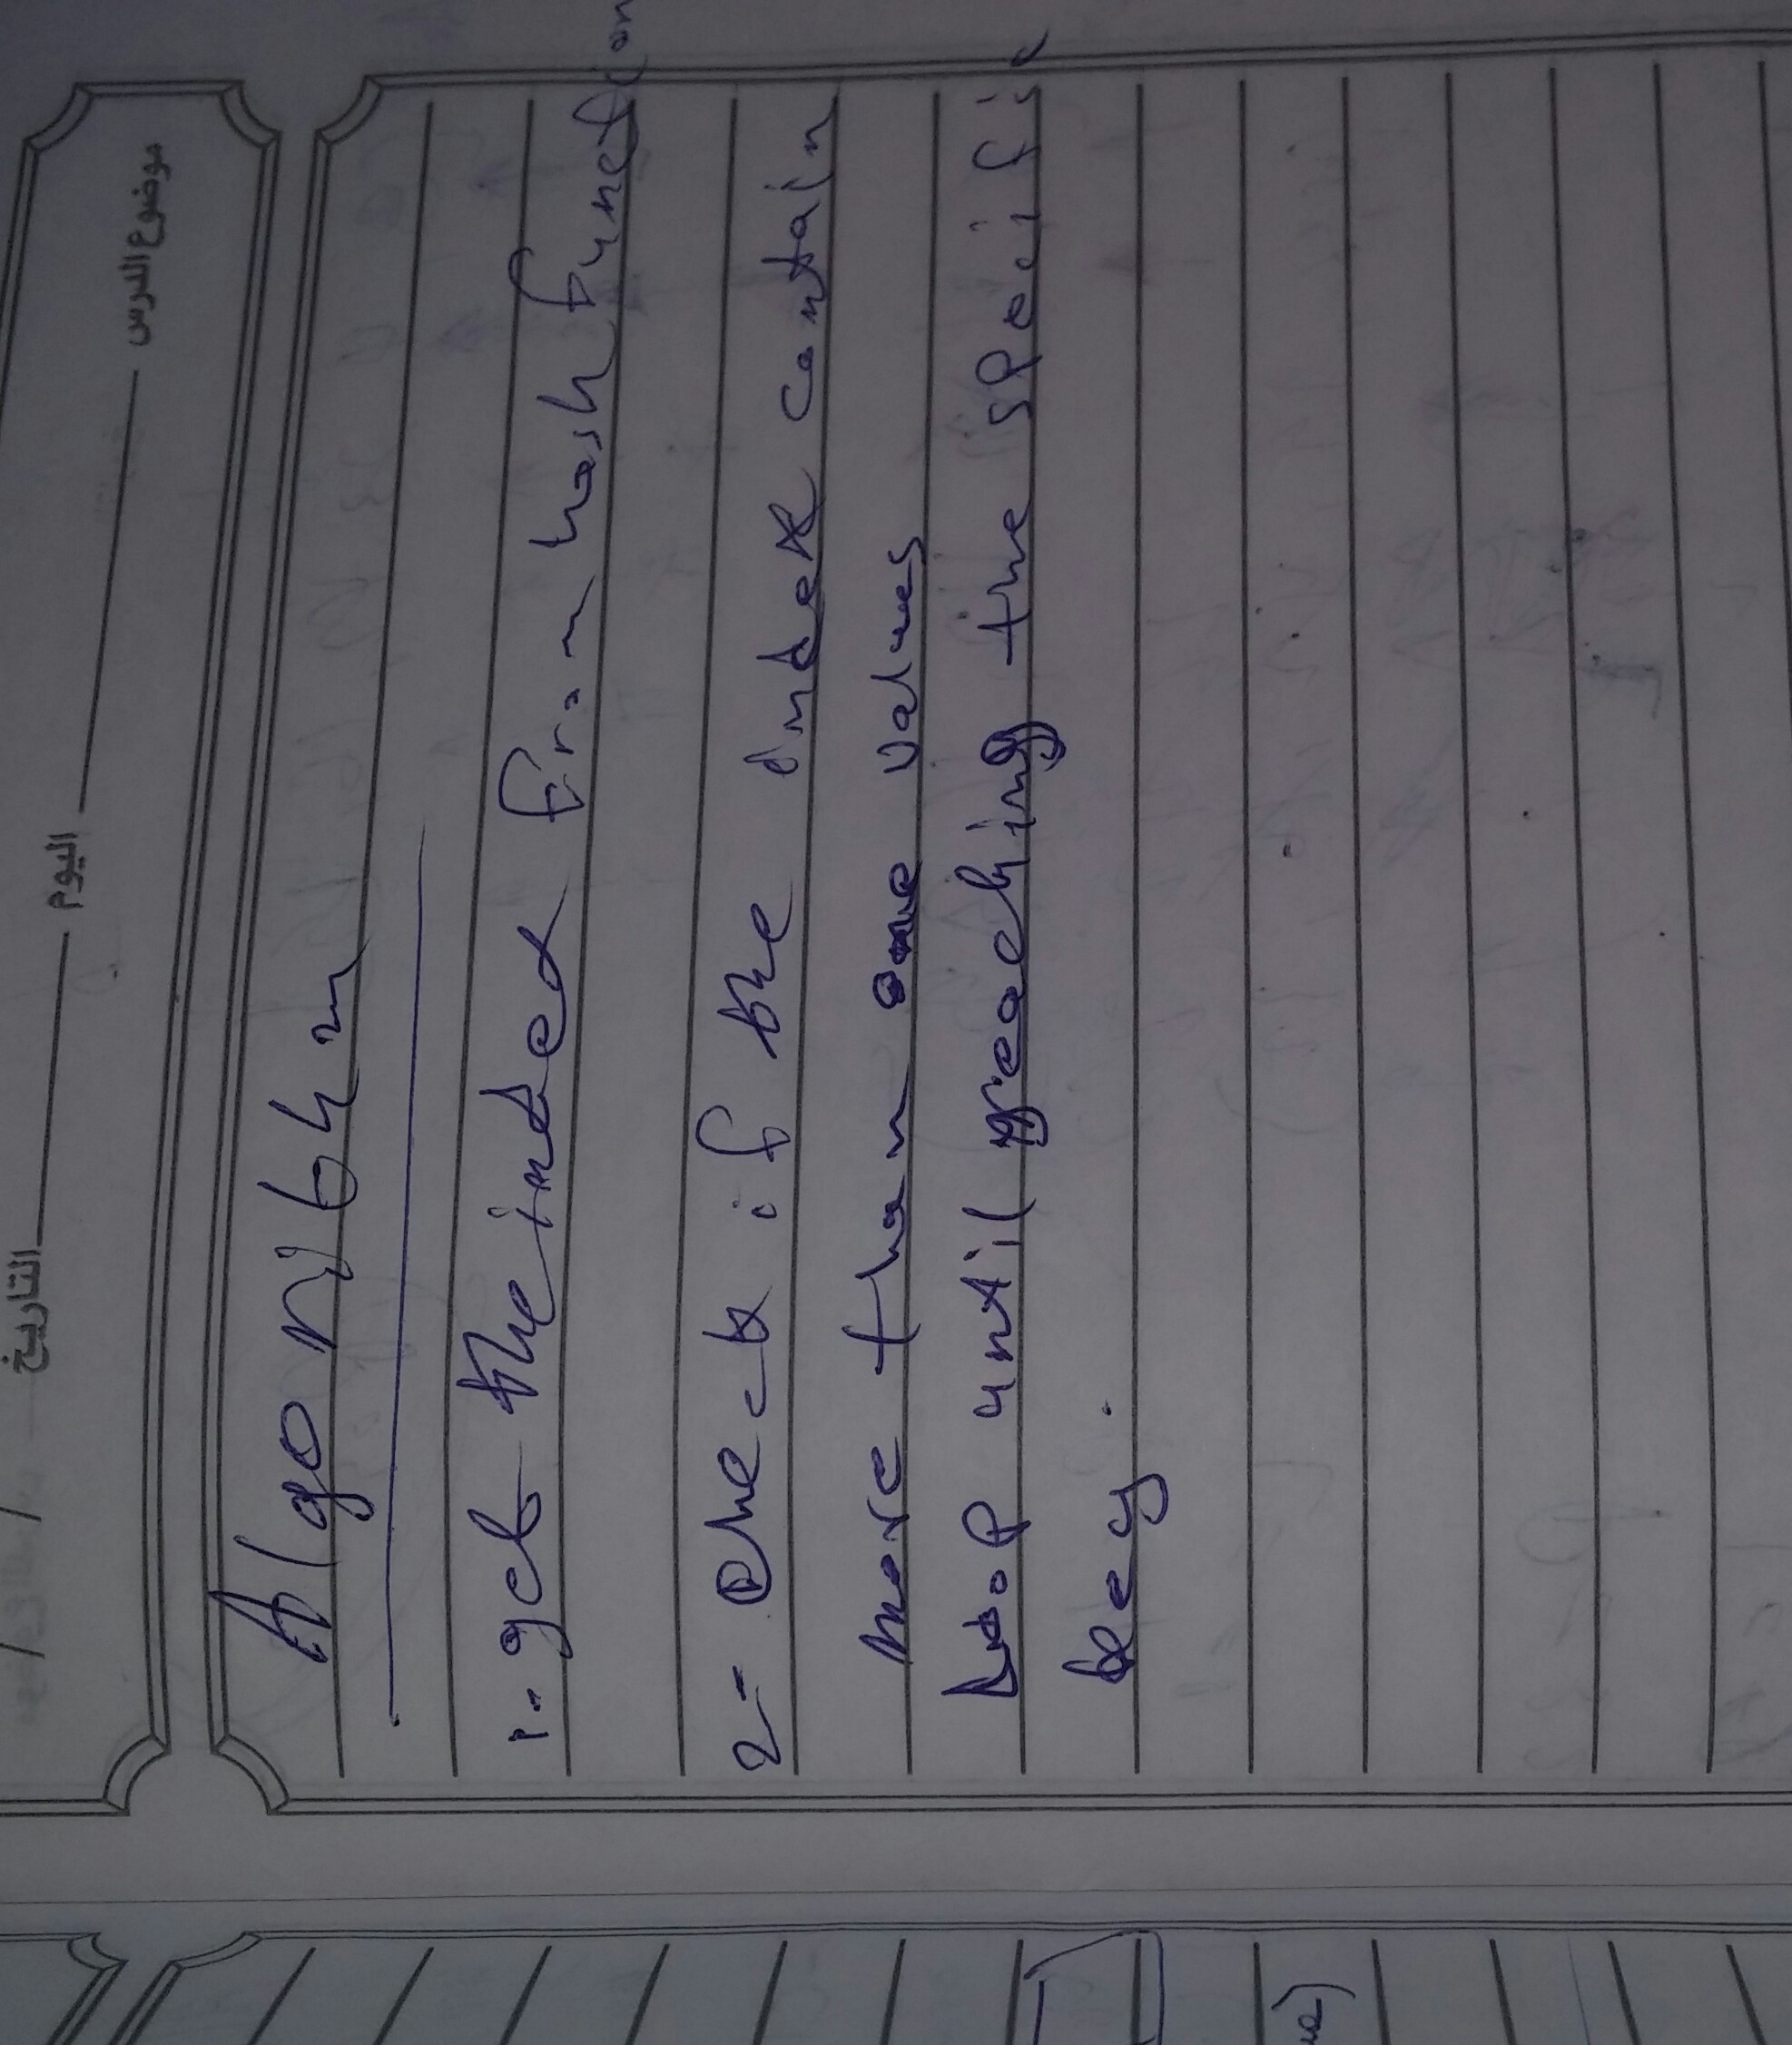 موضوع الدرس
اليوم
التاريخ
Algorithm
1- get the inded from hash function
2- check if the index contain
more than one values
Loop until reaching the specific
key.